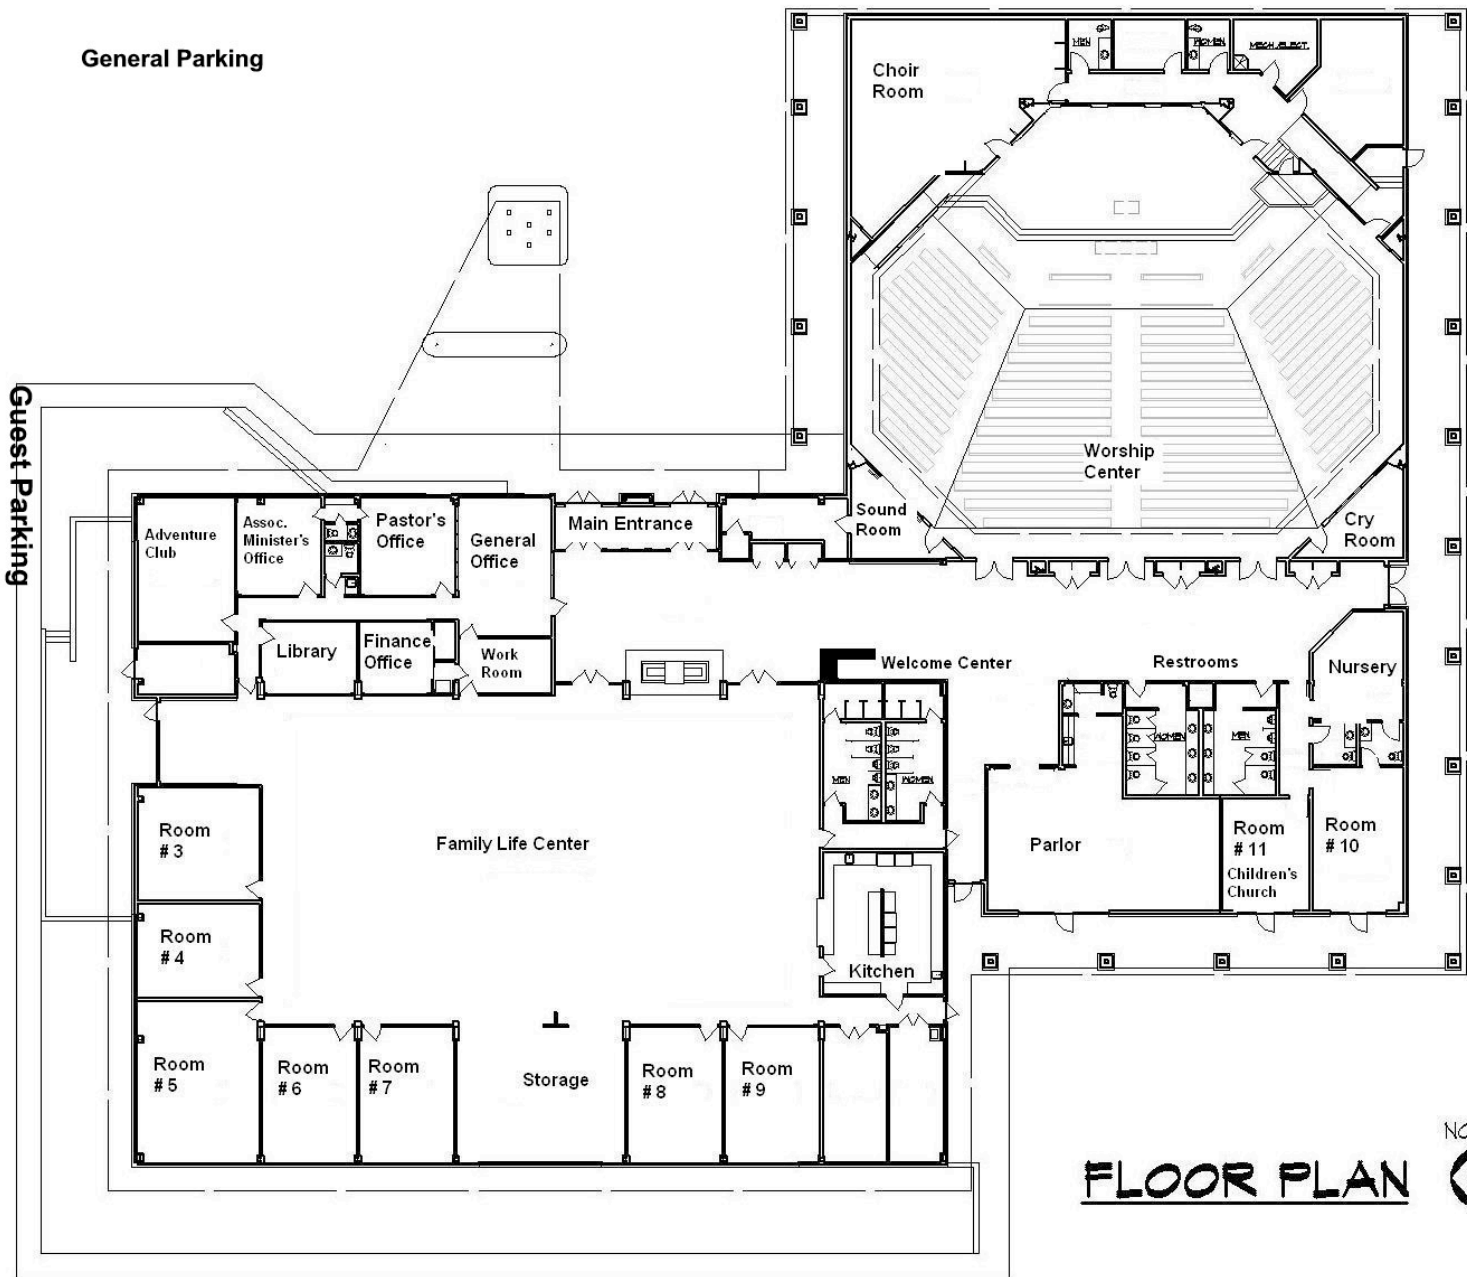 General Parking
MEN
WOMEN
MECH./ELECT.
Choir
Room
Guest Parking
Worship
Center
Sound
Room
Cry
Room
Adventure
Club
Assoc.
Minister's
Office
Pastor's
Office
General
Office
Main Entrance
Library
Finance
Office
Work
Room
Welcome Center
Restrooms
Nursery
WOMEN
MEN
MEN
WOMEN
Room
# 3
Family Life Center
Parlor
Room
# 11
Children's
Church
Room
# 10
Room
# 4
Kitchen
Room
# 5
Room
# 6
Room
# 7
Storage
Room
# 8
Room
# 9
FLOOR PLAN